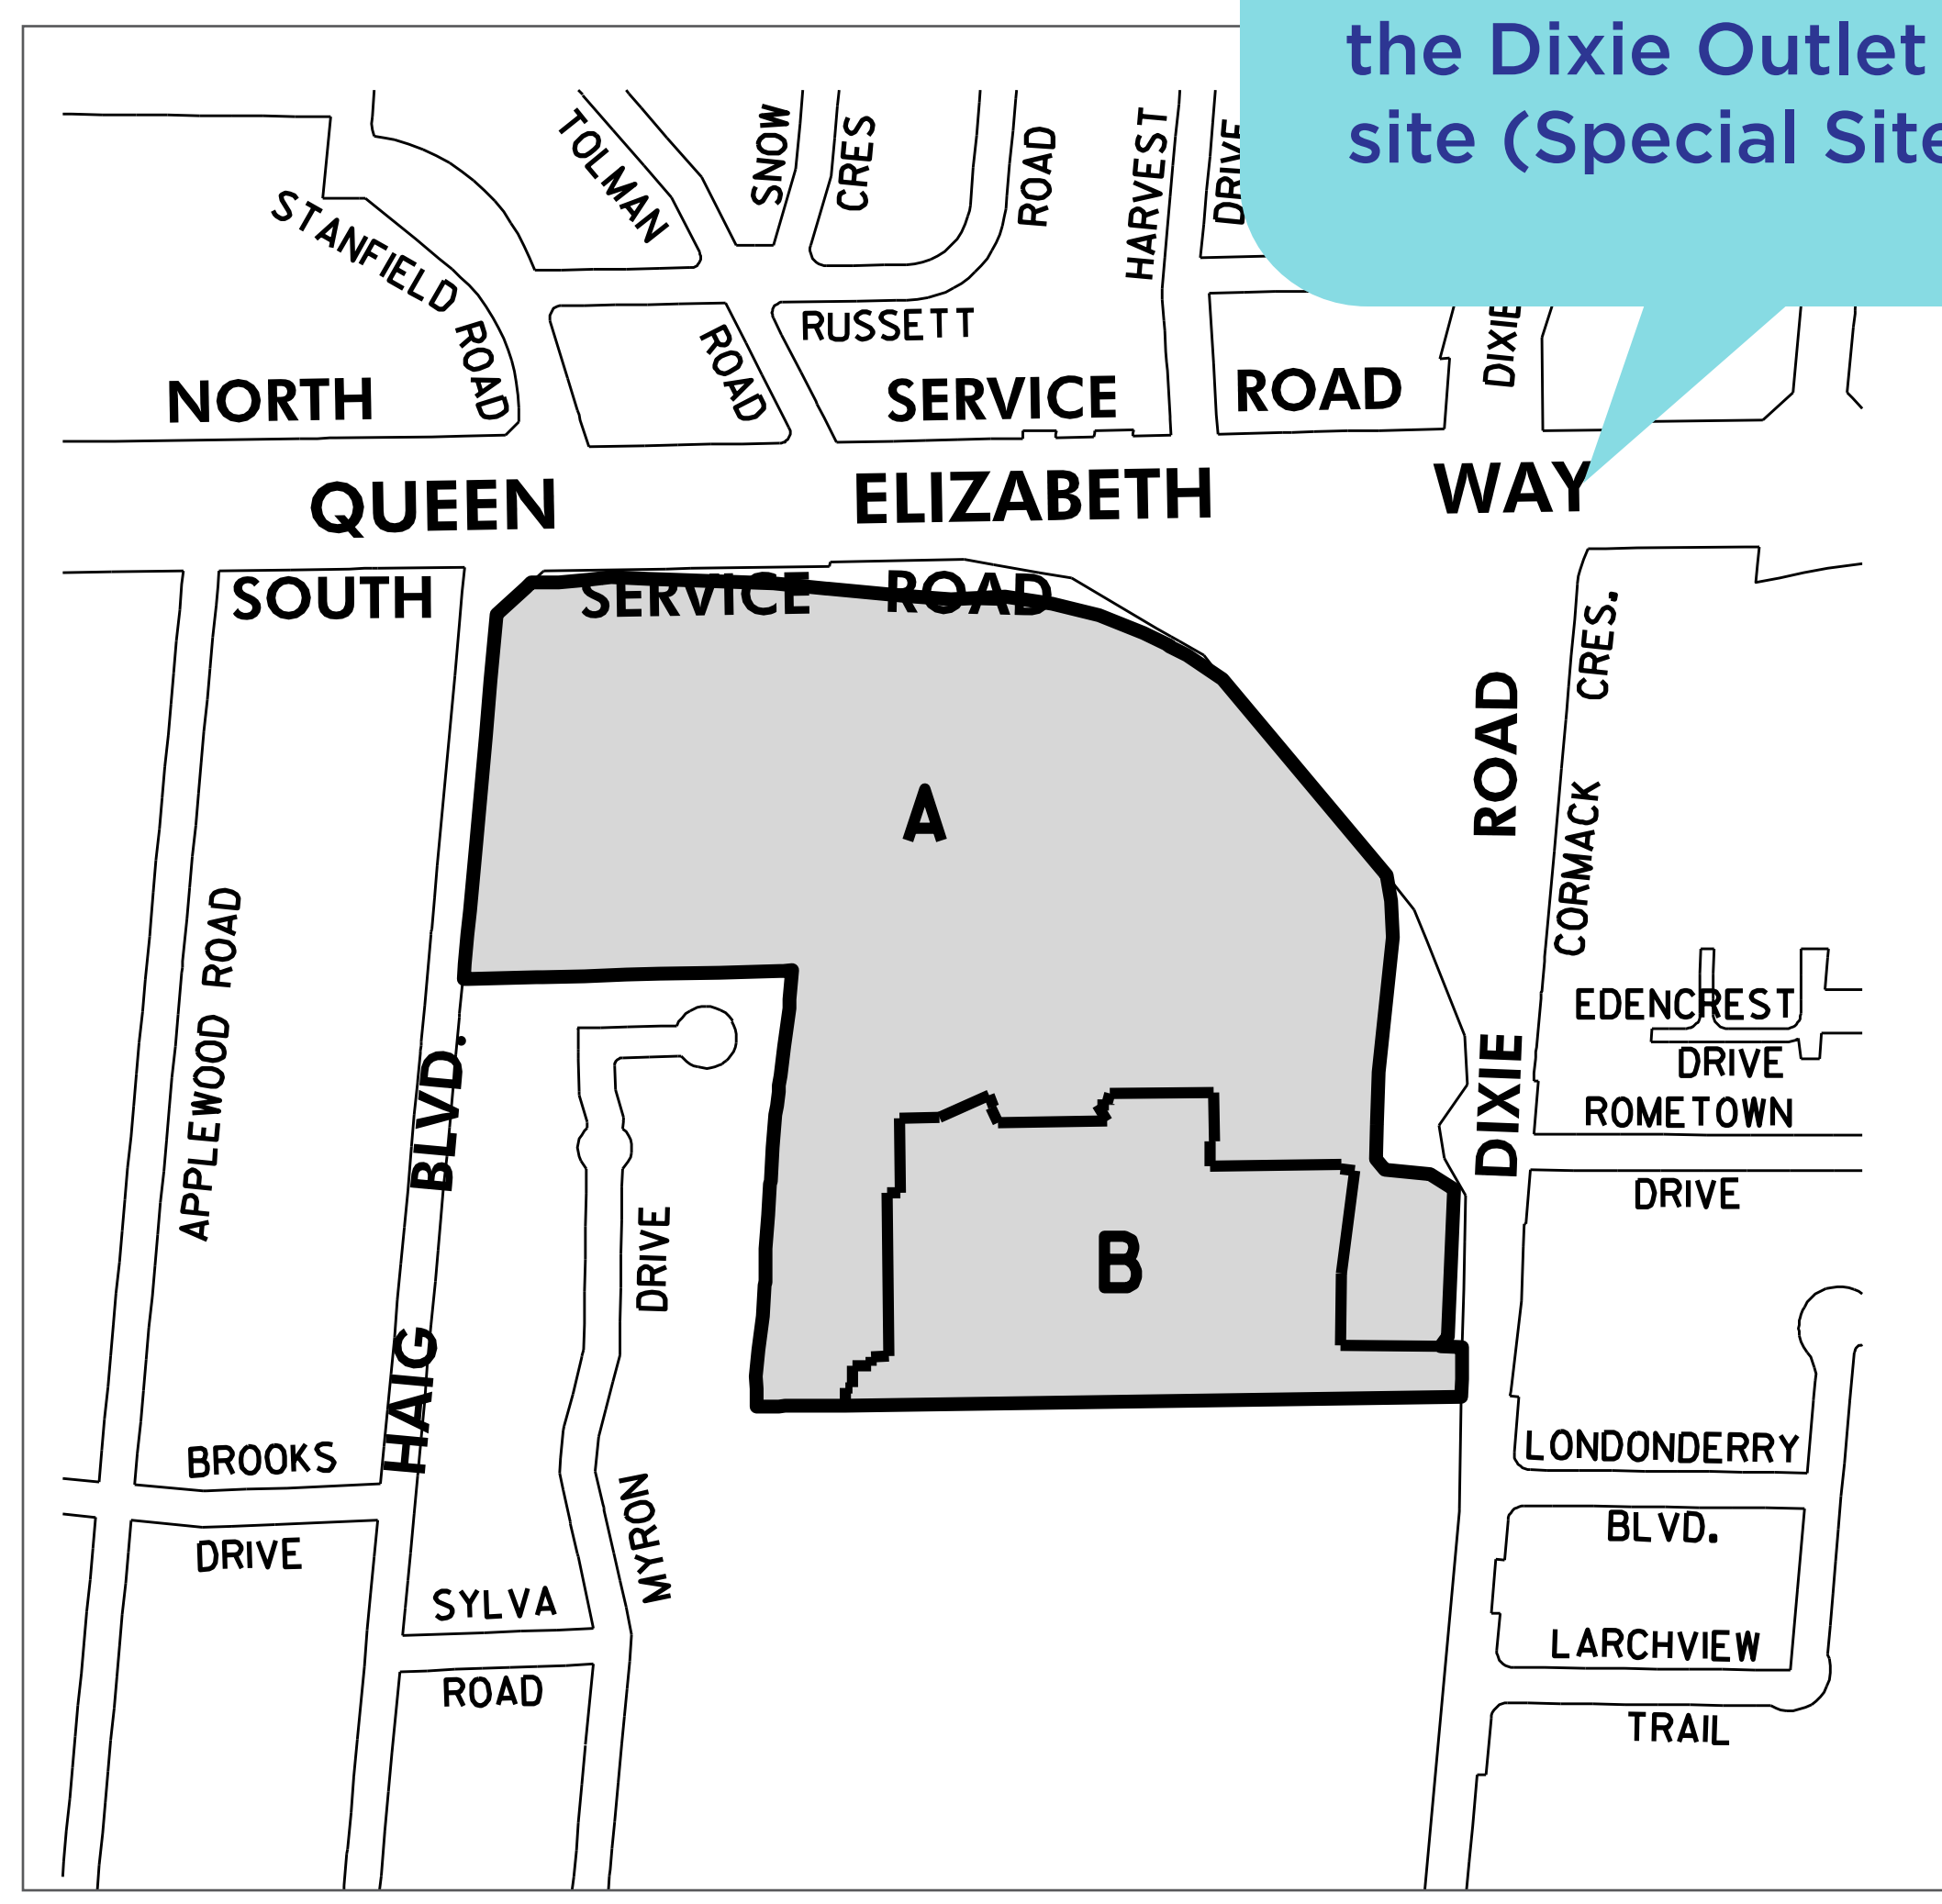 the Dixie Outlet
site (Special Site
TOLMAN
SNOW
CRES
ROAD
HARVEST
DRIVE
STANFIELD
ROAD
ROAD
RUSSETT
DIXIE
NORTH
SERVICE
ROAD
QUEEN
ELIZABETH
WAY
SOUTH
SERVICE
ROAD
CORMACK
CRES.
DIXIE
ROAD
A
APPLEWOOD ROAD
HAIG
BLVD.
EDENCREST
DRIVE
ROMETOWN
DRIVE
B
MYRON
DRIVE
BROOKS
DRIVE
LONDONDERRY
BLVD.
SYLVA
ROAD
LARCHVIEW
TRAIL